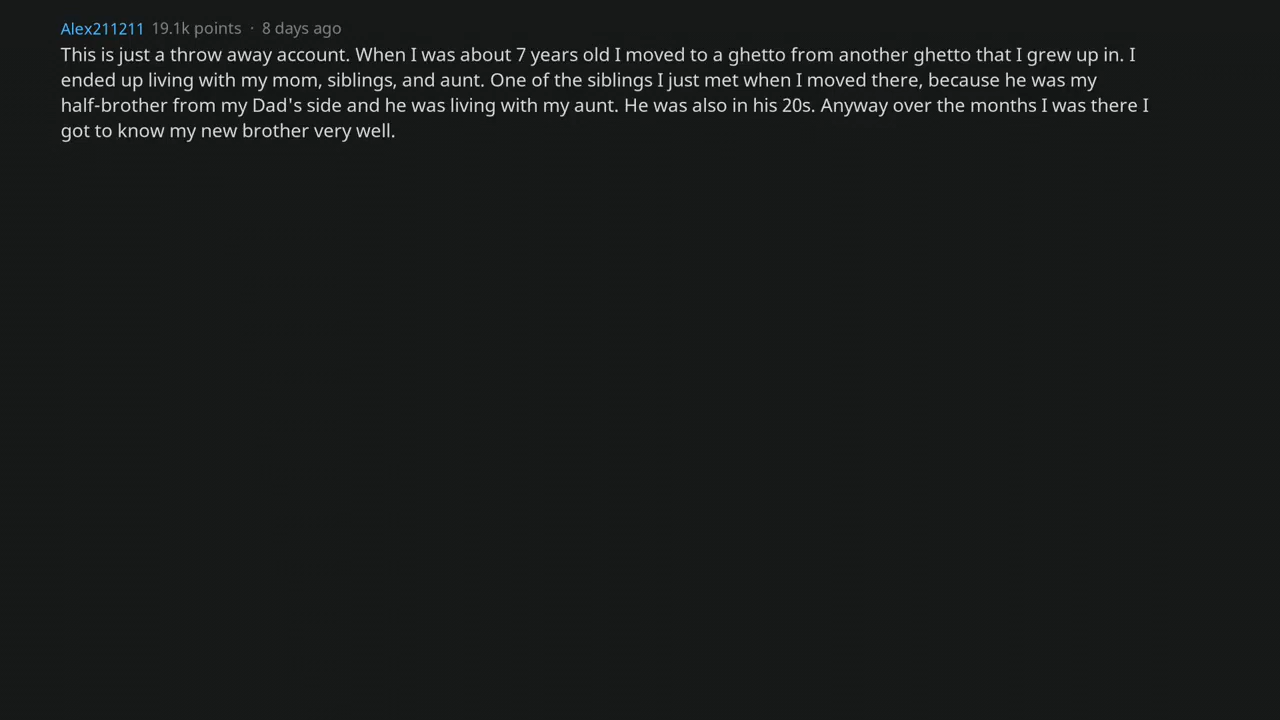 Alex211211 19.1k points · 8 days ago
This is just a throw away account. When I was about 7 years old I moved to a ghetto from another ghetto that I grew up in. I
ended up living with my mom, siblings, and aunt. One of the siblings I just met when I moved there, because he was my
half-brother from my Dad's side and he was living with my aunt. He was also in his 20s. Anyway over the months I was there I
got to know my new brother very well.